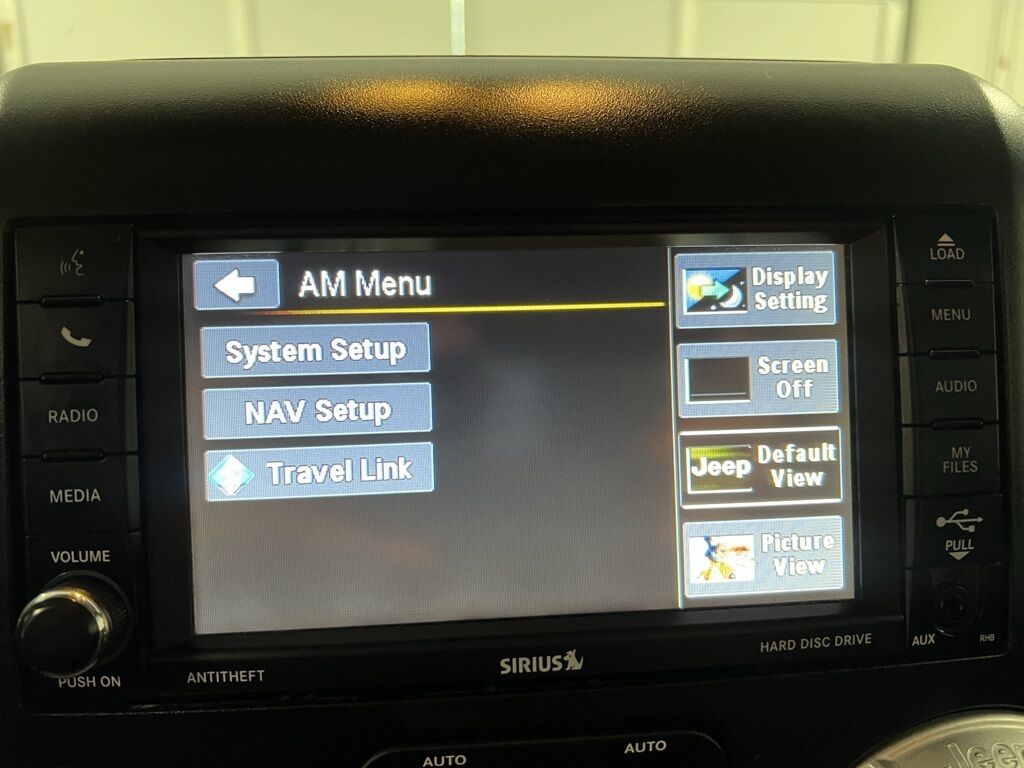 AM Menu
System Setup
NAV Setup
Travel Link
Display
Setting
Screen
Off
Jeep
Default
View
Picture
View
RADIO
MEDIA
VOLUME
PUSH ON
ANTITHEFT
SIRIUS
HARD DISC DRIVE
LOAD
MENU
AUDIO
MY
FILES
PULL
AUX
RHB
AUTO
AUTO
Jeep